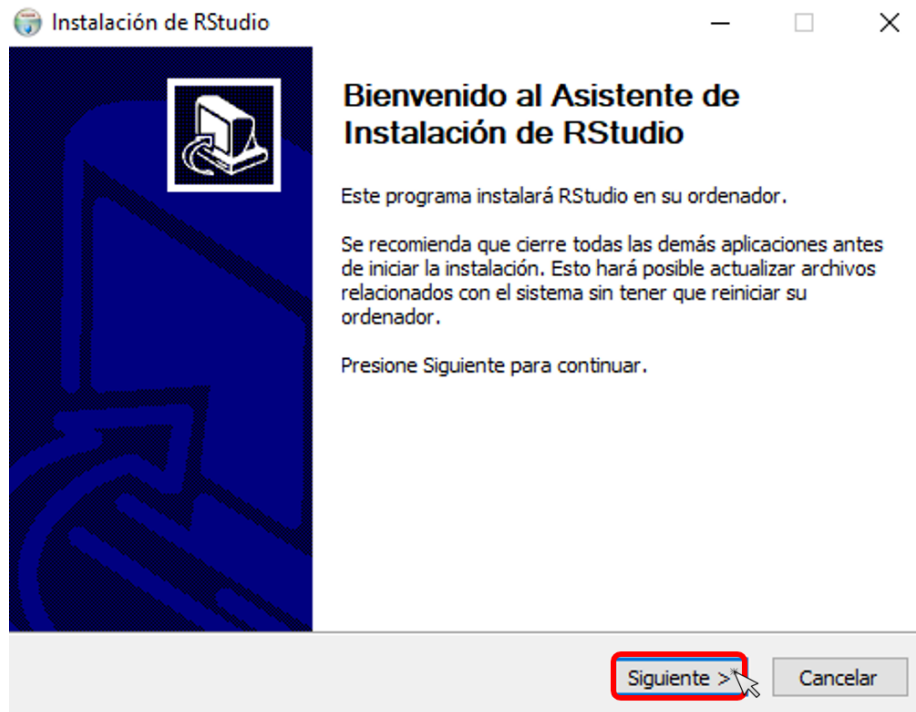 Instalación de RStudio
Bienvenido al Asistente de
Instalación de RStudio
Este programa instalará RStudio en su ordenador.
Se recomienda que cierre todas las demás aplicaciones antes
de iniciar la instalación. Esto hará posible actualizar archivos
relacionados con el sistema sin tener que reiniciar su
ordenador.
Presione Siguiente para continuar.
Siguiente >
Cancelar